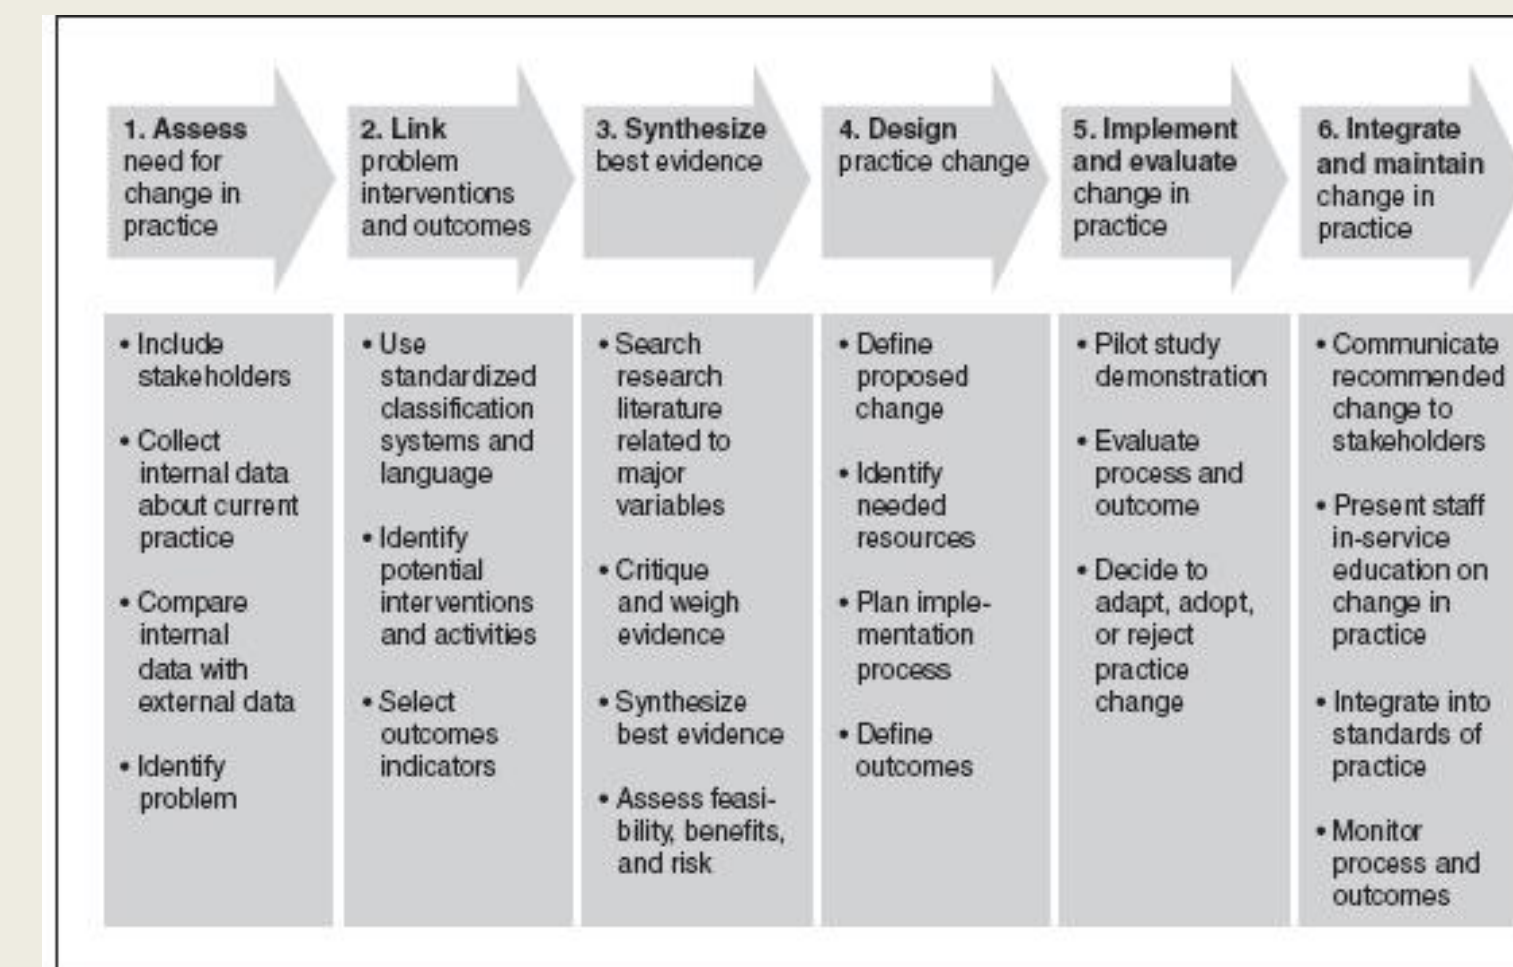 1. Assess
need for
change in
practice
2. Link
problem
interventions
and outcomes
3. Synthesize
best evidence
4. Design
practice change
5. Implement
and evaluate
change in
practice
6. Integrate
and maintain
change in
practice
• Include
stakeholders
• Collect
internal data
about current
practice
• Compare
internal
data with
external data
• Identify
problem
• Use
standardized
classification
systems and
language
• Identify
potential
interventions
and activities
• Select
outcomes
indicators
• Search
research
literature
related to
major
variables
• Critique
and weigh
evidence
• Synthesize
best evidence
• Assess feasi-
bility, benefits,
and risk
• Define
proposed
change
• Identify
needed
resources
• Plan imple-
mentation
process
• Define
outcomes
• Pilot study
demonstration
• Evaluate
process and
outcome
• Decide to
adapt, adopt,
or reject
practice
change
• Communicate
recommended
change to
stakeholders
• Present staff
in-service
education on
change in
practice
• Integrate into
standards of
practice
• Monitor
process and
outcomes